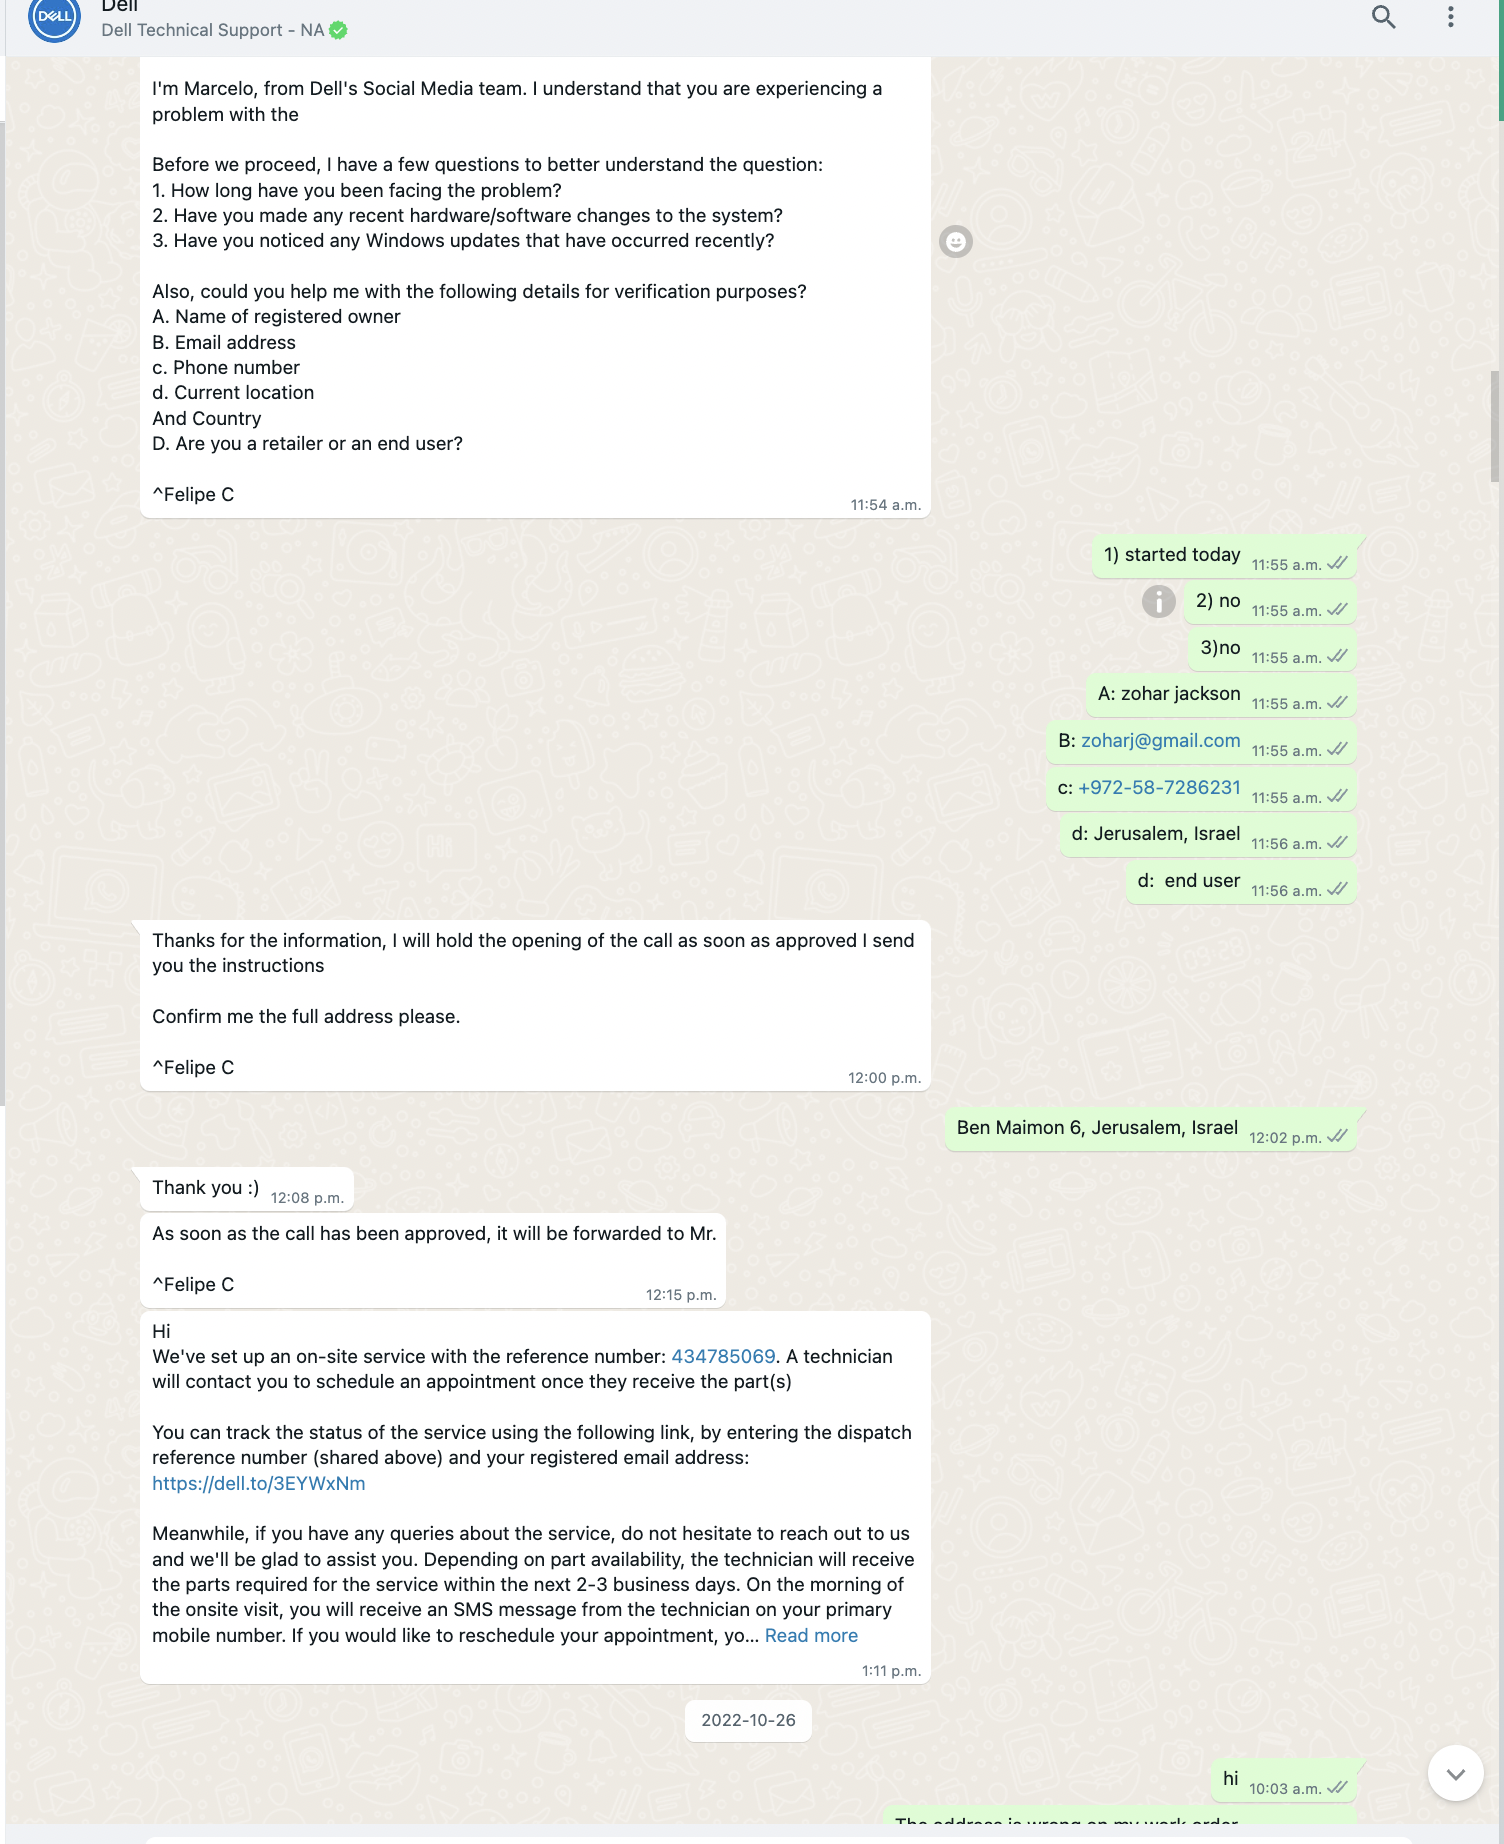 DELL
Dell
Dell Technical Support - NA
I'm Marcelo, from Dell's Social Media team. I understand that you are experiencing a
problem with the
Before we proceed, I have a few questions to better understand the question:
1. How long have you been facing the problem?
2. Have you made any recent hardware/software changes to the system?
3. Have you noticed any Windows updates that have occurred recently?
Also, could you help me with the following details for verification purposes?
A. Name of registered owner
B. Email address
c. Phone number
d. Current location
And Country
D. Are you a retailer or an end user?
^Felipe C
11:54 a.m.
1) started today 11:55 a.m.
2) no 11:55 a.m.
3)no 11:55 a.m.
A: zohar jackson 11:55 a.m.
B: zoharj@gmail.com 11:55 a.m.
c: +972-58-7286231 11:55 a.m.
d: Jerusalem, Israel 11:56 a.m.
d:  end user 11:56 a.m.
Thanks for the information, I will hold the opening of the call as soon as approved I send
you the instructions
Confirm me the full address please.
^Felipe C
12:00 p.m.
Ben Maimon 6, Jerusalem, Israel 12:02 p.m.
Thank you :) 12:08 p.m.
As soon as the call has been approved, it will be forwarded to Mr.
^Felipe C
12:15 p.m.
Hi
We've set up an on-site service with the reference number: 434785069. A technician
will contact you to schedule an appointment once they receive the part(s)
You can track the status of the service using the following link, by entering the dispatch
reference number (shared above) and your registered email address:
https://dell.to/3EYWxNm
Meanwhile, if you have any queries about the service, do not hesitate to reach out to us
and we'll be glad to assist you. Depending on part availability, the technician will receive
the parts required for the service within the next 2-3 business days. On the morning of
the onsite visit, you will receive an SMS message from the technician on your primary
mobile number. If you would like to reschedule your appointment, yo... Read more
1:11 p.m.
2022-10-26
hi 10:03 a.m.
The address is wrong on my work order